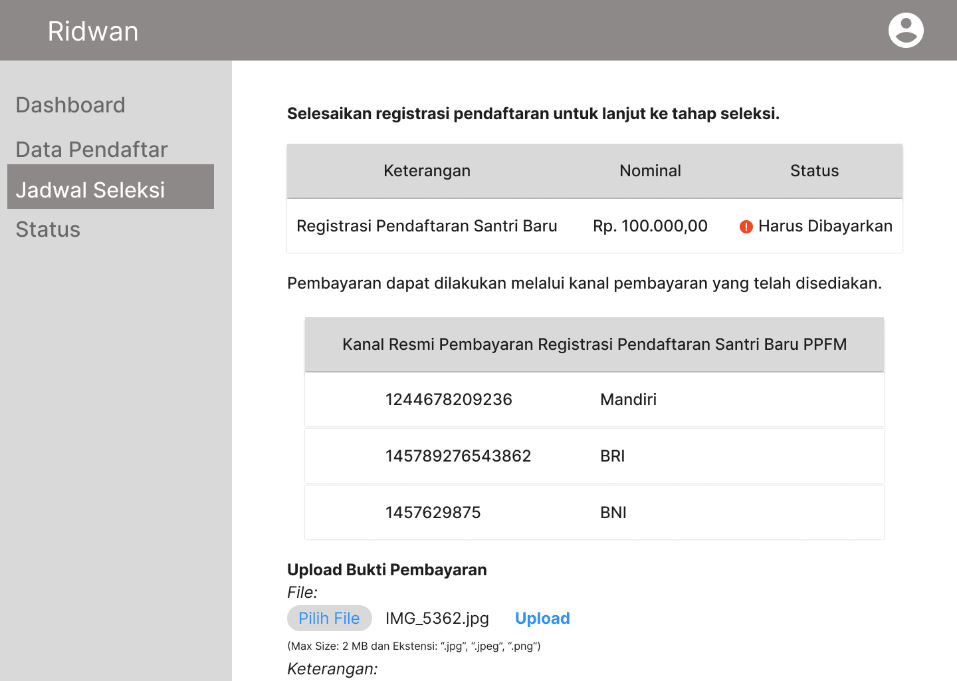 Ridwan
Dashboard
Data Pendaftar
Jadwal Seleksi
Status
Selesaikan registrasi pendaftaran untuk lanjut ke tahap seleksi.
Keterangan Nominal Status
Registrasi Pendaftaran Santri Baru Rp. 100.000,00 Harus Dibayarkan
Pembayaran dapat dilakukan melalui kanal pembayaran yang telah disediakan.
Kanal Resmi Pembayaran Registrasi Pendaftaran Santri Baru PPFM
1244678209236 Mandiri
145789276543862 BRI
1457629875 BNI
Upload Bukti Pembayaran
File:
Pilih File IMG_5362.jpg Upload
(Max Size: 2 MB dan Ekstensi: “.jpg”, “.jpeg”, “.png”)
Keterangan: